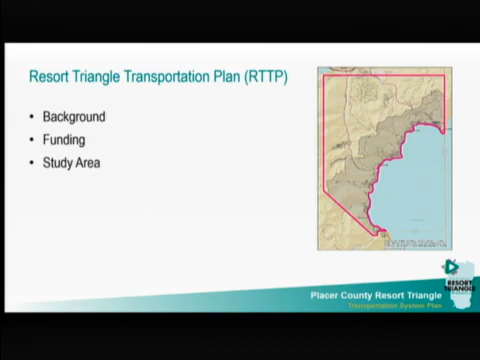 Resort Triangle Transportation Plan (RTTP)
• Background
• Funding
• Study Area
RESORT
TRIANGLE
Placer County Resort Triangle
Transportation System Plan